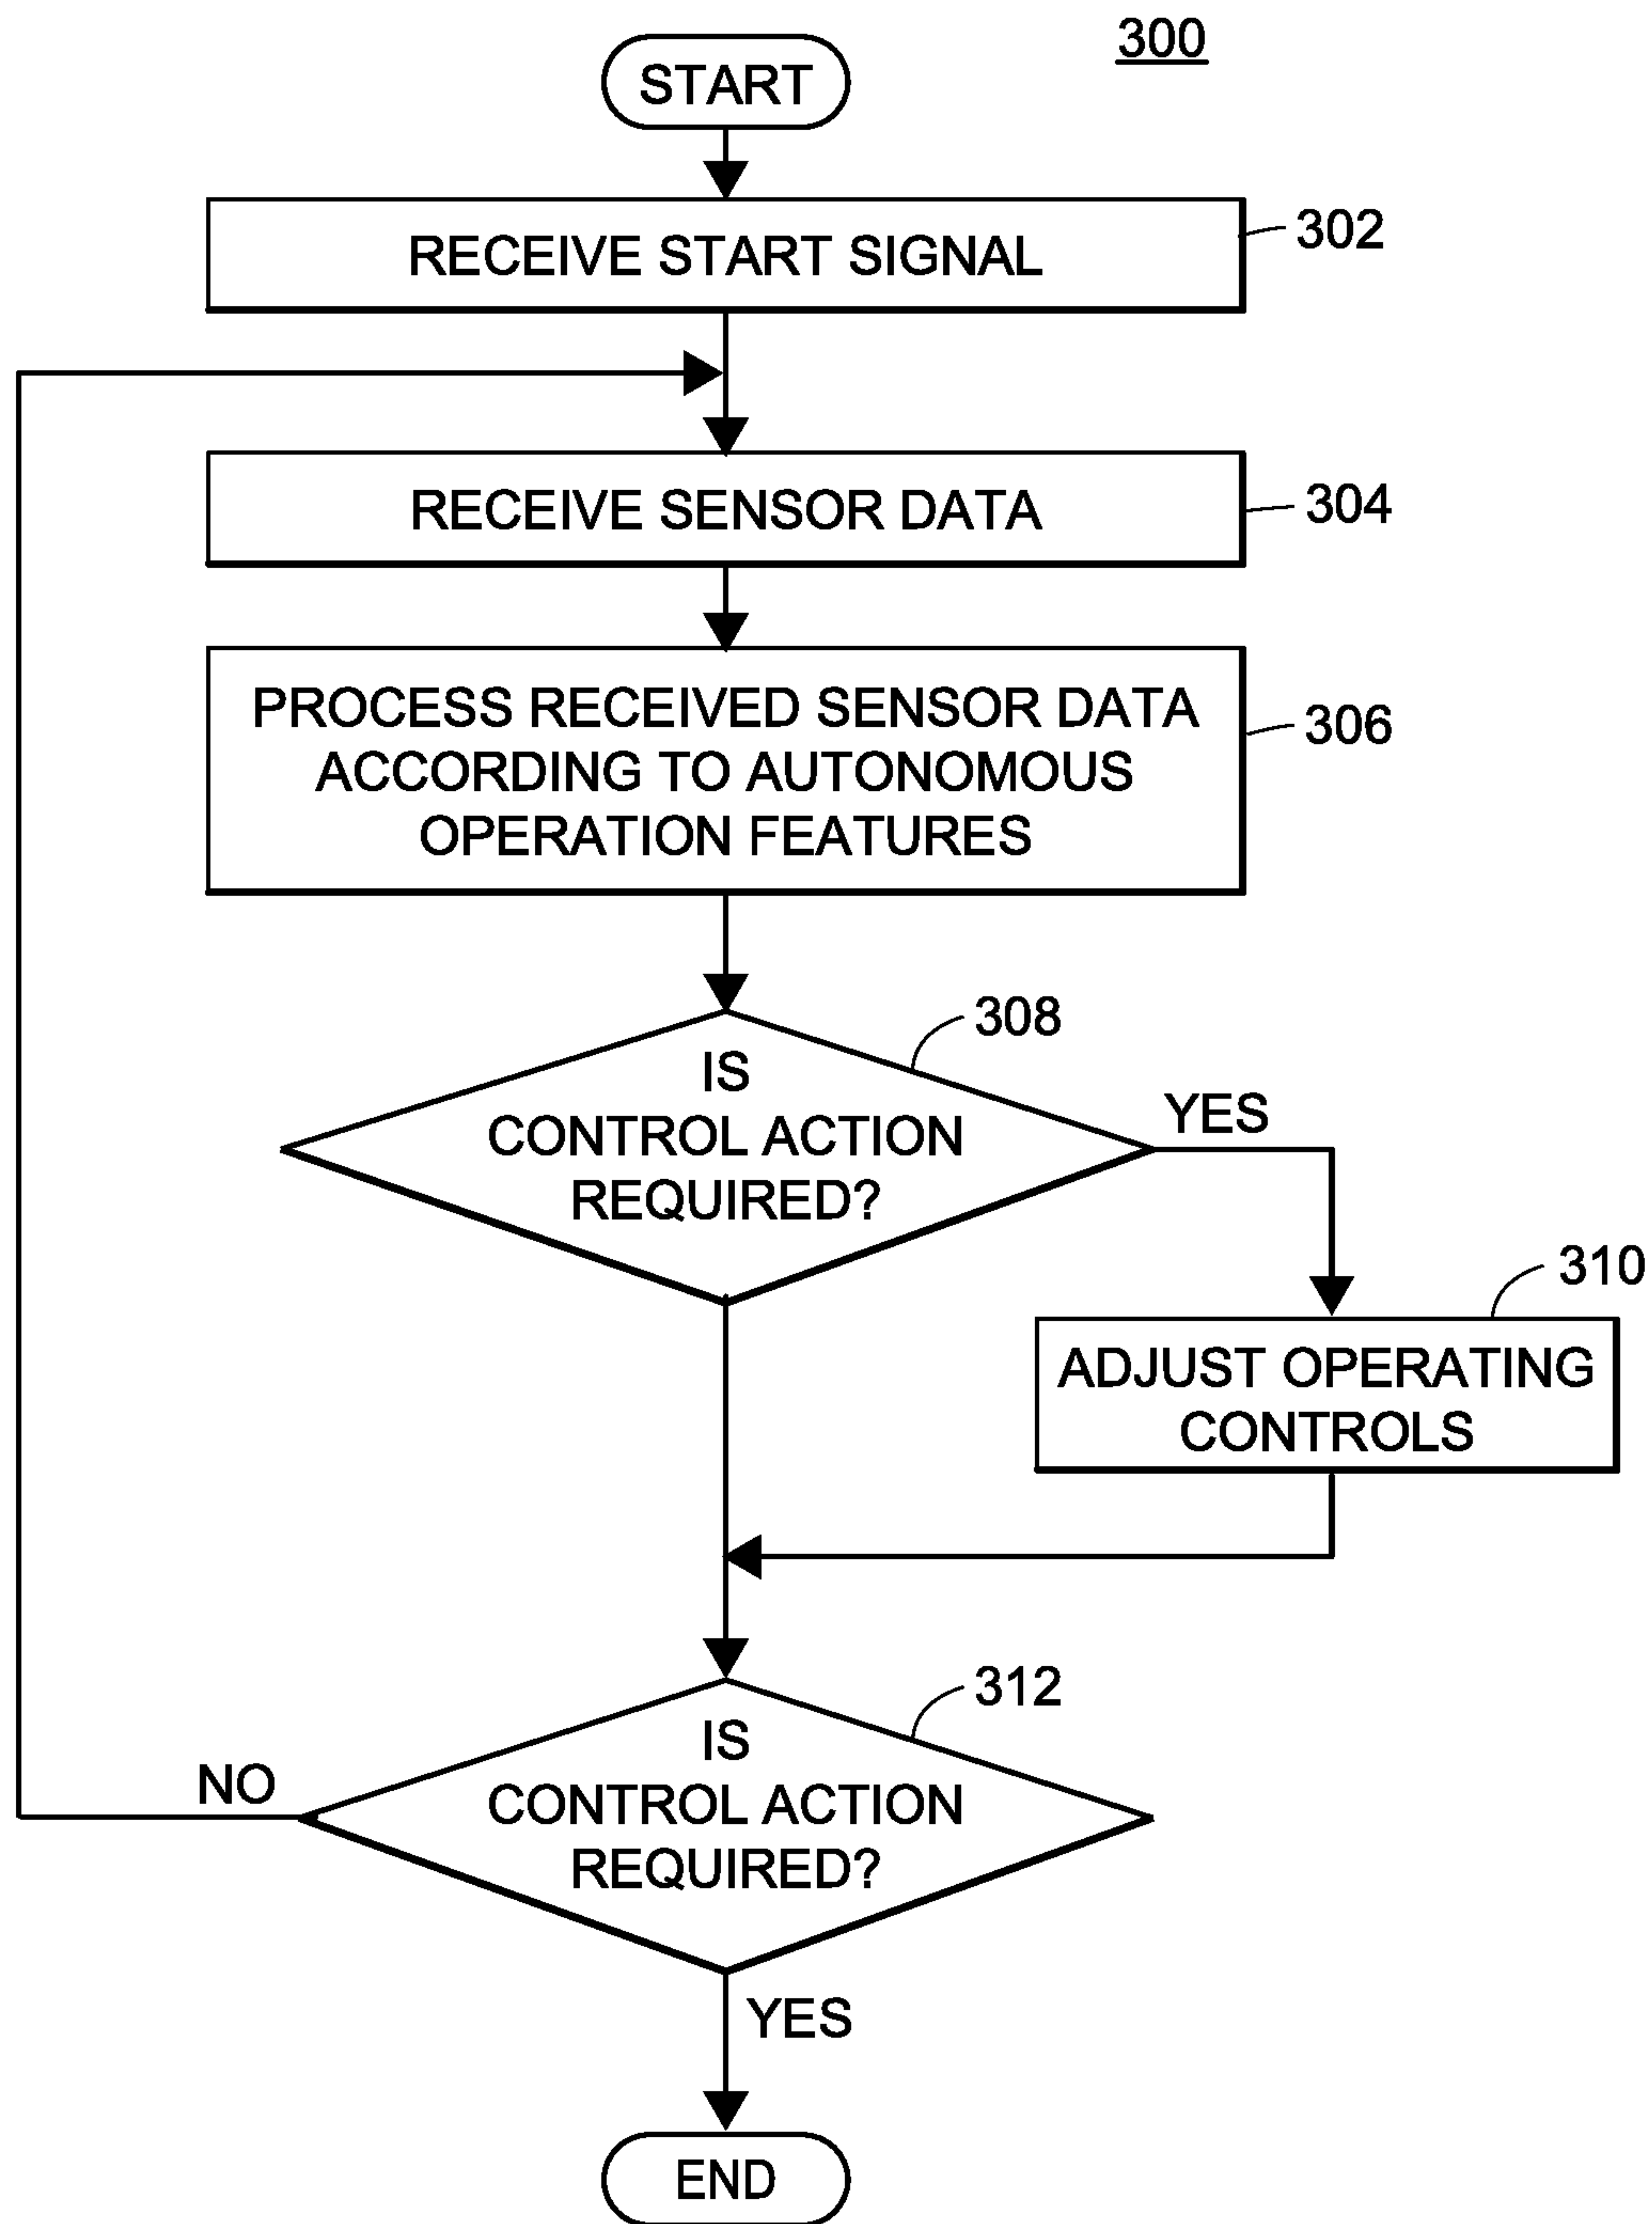 300
START
RECEIVE START SIGNAL
302
RECEIVE SENSOR DATA
304
PROCESS RECEIVED SENSOR DATA
ACCORDING TO AUTONOMOUS
OPERATION FEATURES
306
308
IS
CONTROL ACTION
REQUIRED?
YES
310
ADJUST OPERATING
CONTROLS
312
IS
CONTROL ACTION
REQUIRED?
NO
YES
END